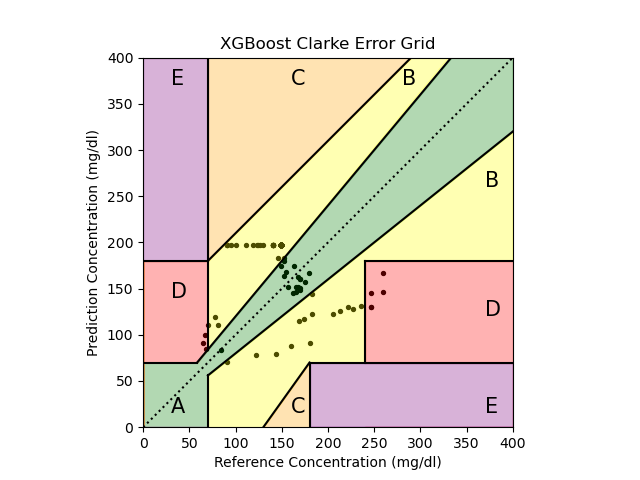 XGBoost Clarke Error Grid
Prediction Concentration (mg/dl)
400
350
300
250
200
150
100
50
0
E
C
B
B
D
D
A
C
E
0
50
100
150
200
250
300
350
400
Reference Concentration (mg/dl)